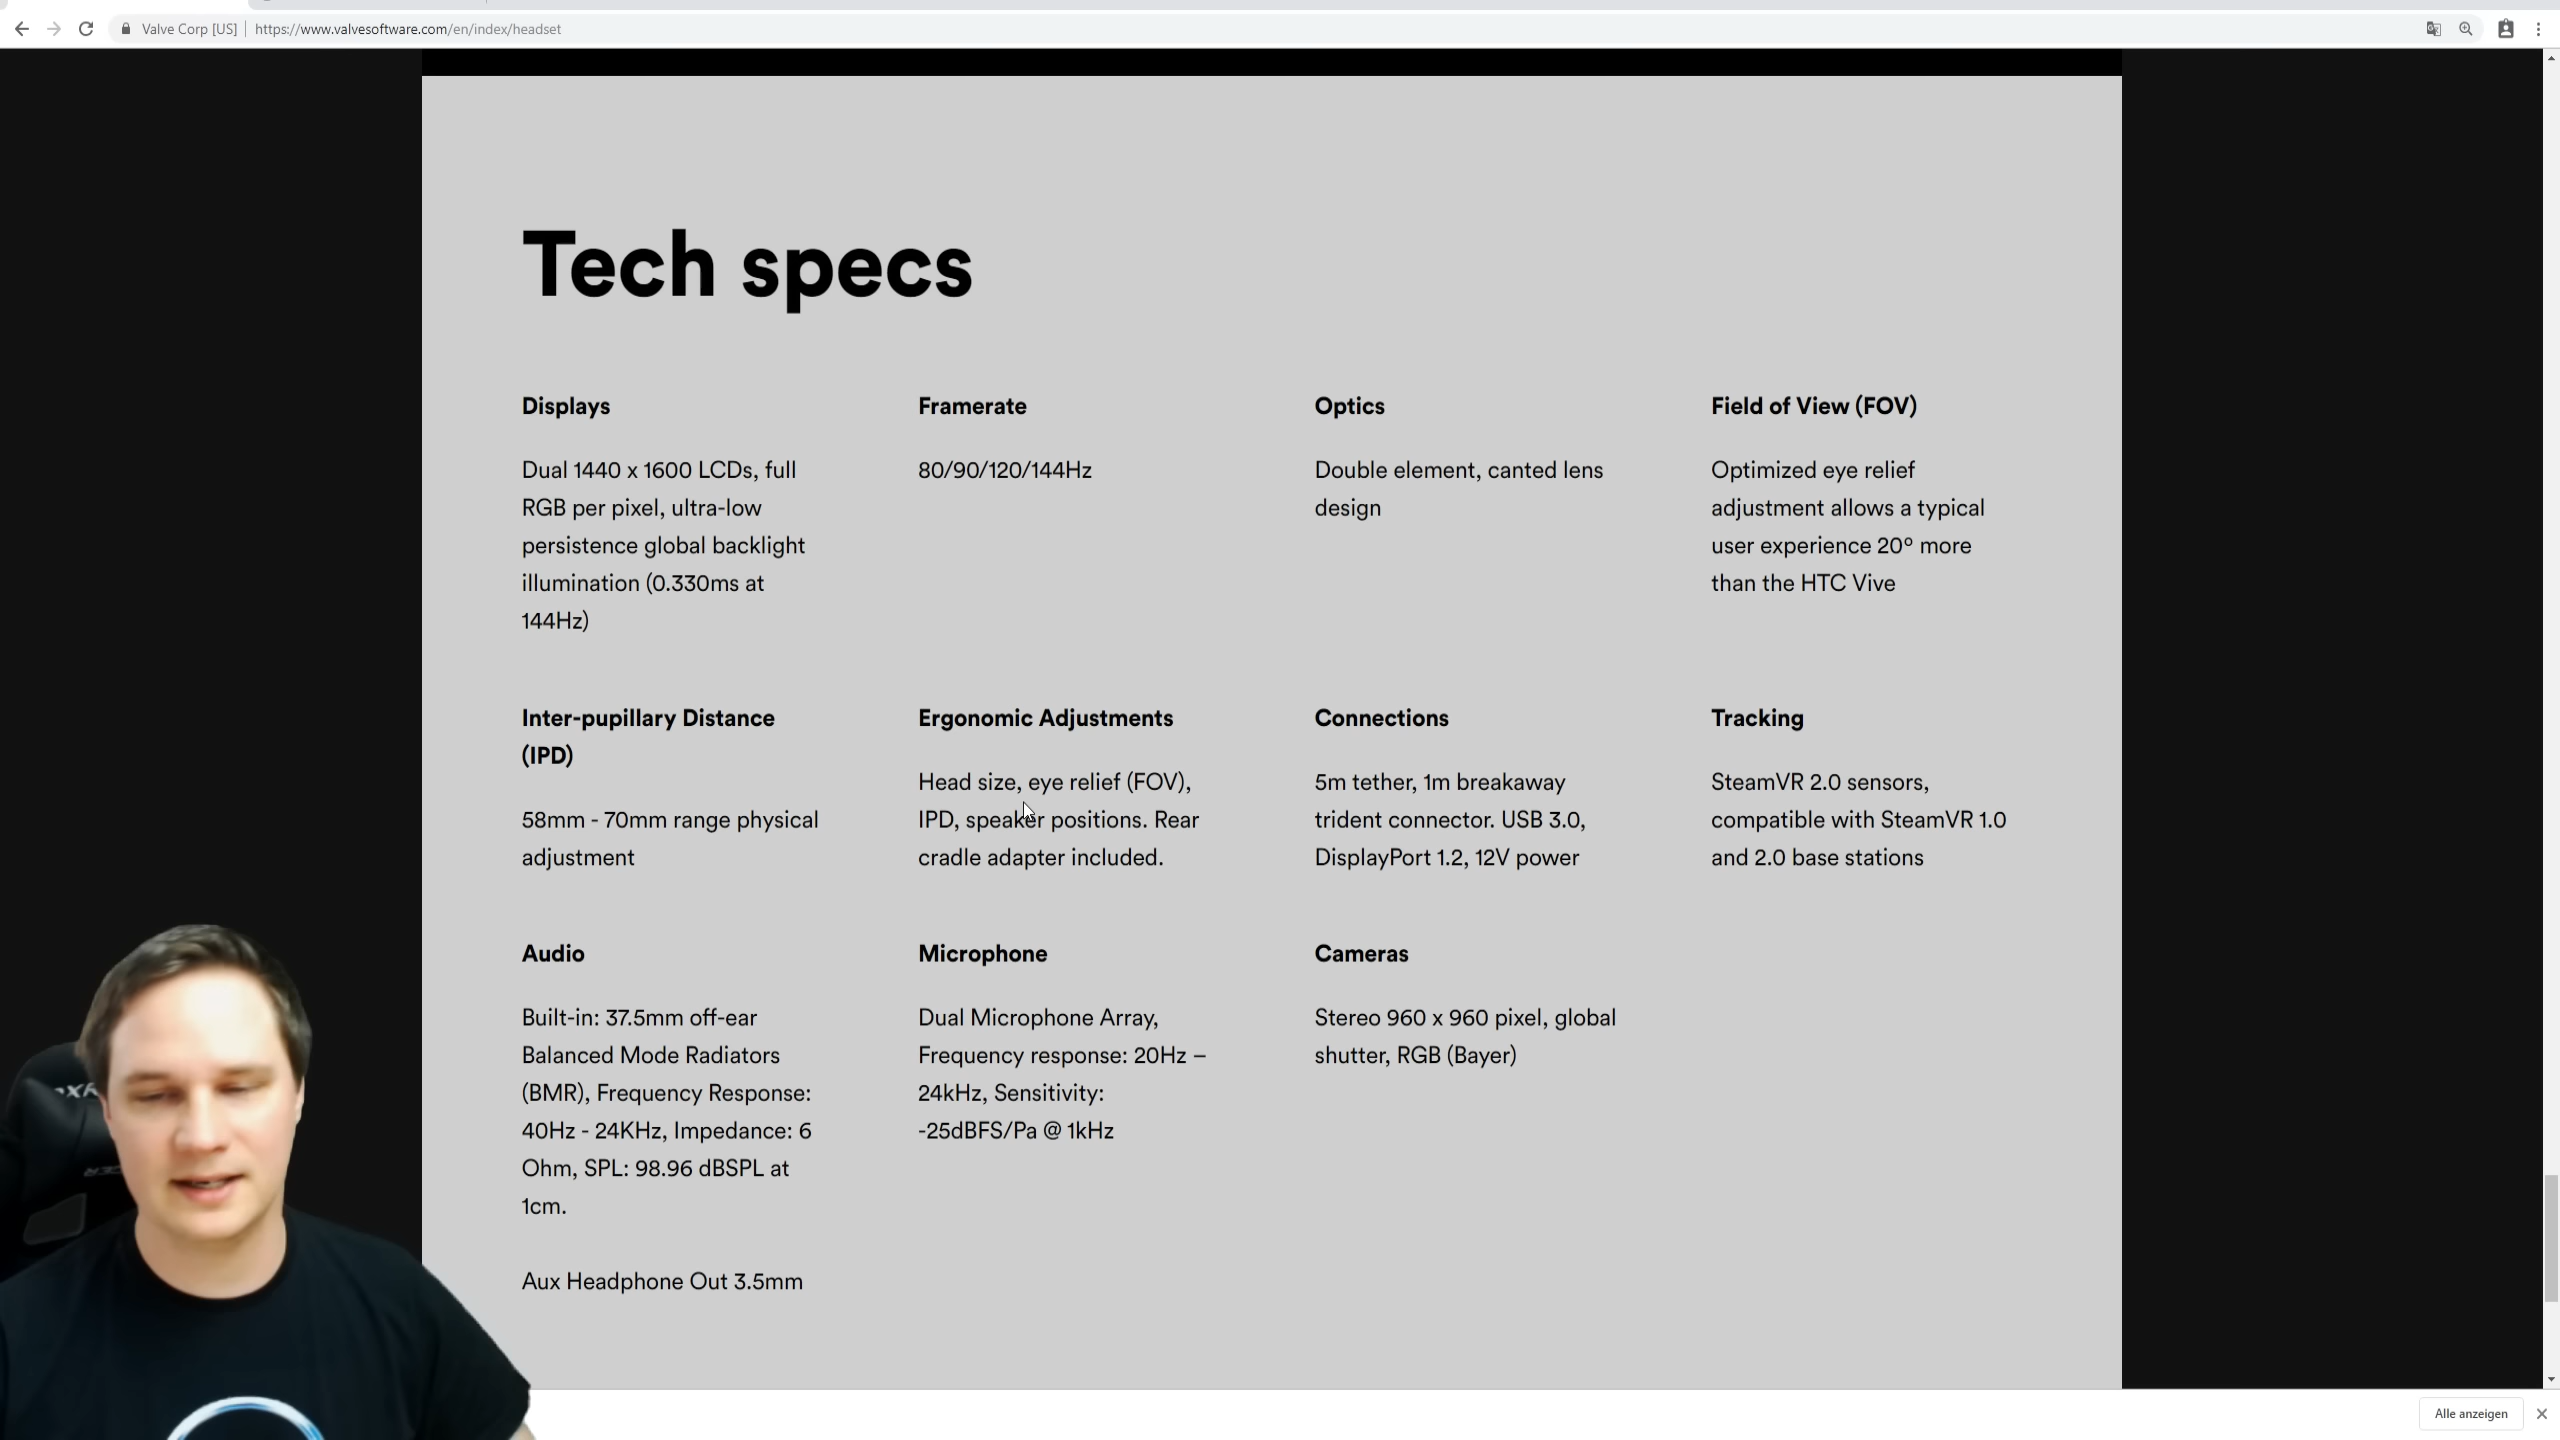 Valve Corp [US] https://www.valvesoftware.com/en/index/headset
Tech specs
Displays
Dual 1440 x 1600 LCDs, full
RGB per pixel, ultra-low
persistence global backlight
illumination (0.330ms at
144Hz)
Framerate
80/90/120/144Hz
Optics
Double element, canted lens
design
Field of View (FOV)
Optimized eye relief
adjustment allows a typical
user experience 20º more
than the HTC Vive
Inter-pupillary Distance
(IPD)
58mm - 70mm range physical
adjustment
Ergonomic Adjustments
Head size, eye relief (FOV),
IPD, speaker positions. Rear
cradle adapter included.
Connections
5m tether, 1m breakaway
trident connector. USB 3.0,
DisplayPort 1.2, 12V power
Tracking
SteamVR 2.0 sensors,
compatible with SteamVR 1.0
and 2.0 base stations
Audio
Built-in: 37.5mm off-ear
Balanced Mode Radiators
(BMR), Frequency Response:
40Hz - 24KHz, Impedance: 6
Ohm, SPL: 98.96 dBSPL at
1cm.
Aux Headphone Out 3.5mm
Microphone
Dual Microphone Array,
Frequency response: 20Hz –
24kHz, Sensitivity:
-25dBFS/Pa @ 1kHz
Cameras
Stereo 960 x 960 pixel, global
shutter, RGB (Bayer)
Alle anzeigen